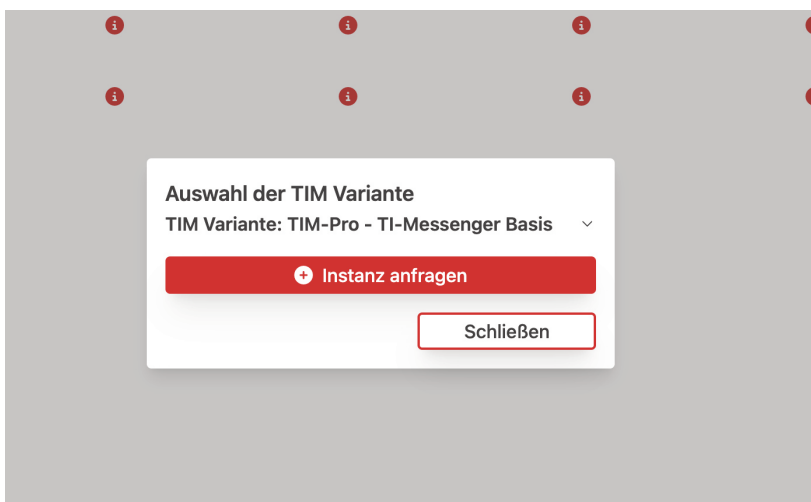 Auswahl der TIM Variante
TIM Variante: TIM-Pro - TI-Messenger Basis
Instanz anfragen
Schließen